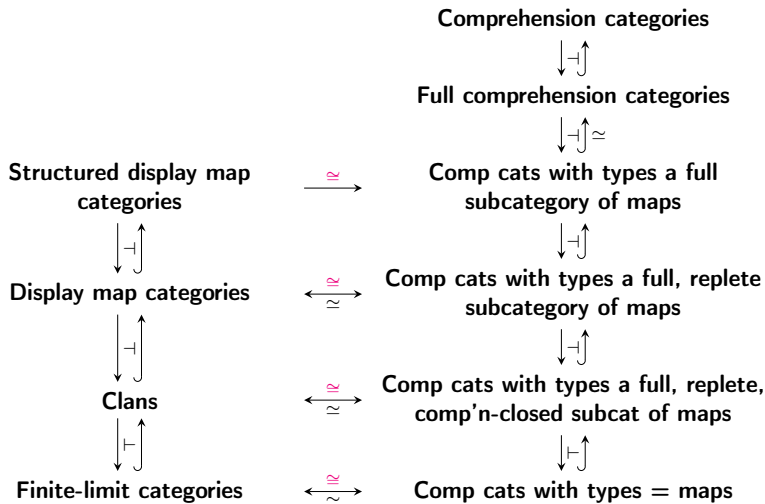 Comprehension categories
⊣
Full comprehension categories
⊣ ≃
Structured display map
categories
≅
Comp cats with types a full
subcategory of maps
⊣ ⊣
Display map categories
≅
≃
Comp cats with types a full, replete
subcategory of maps
⊣ ⊣
Clans
≅
≃
Comp cats with types a full, replete,
comp'n-closed subcat of maps
⊢ ⊢
Finite-limit categories
≅
≃
Comp cats with types = maps